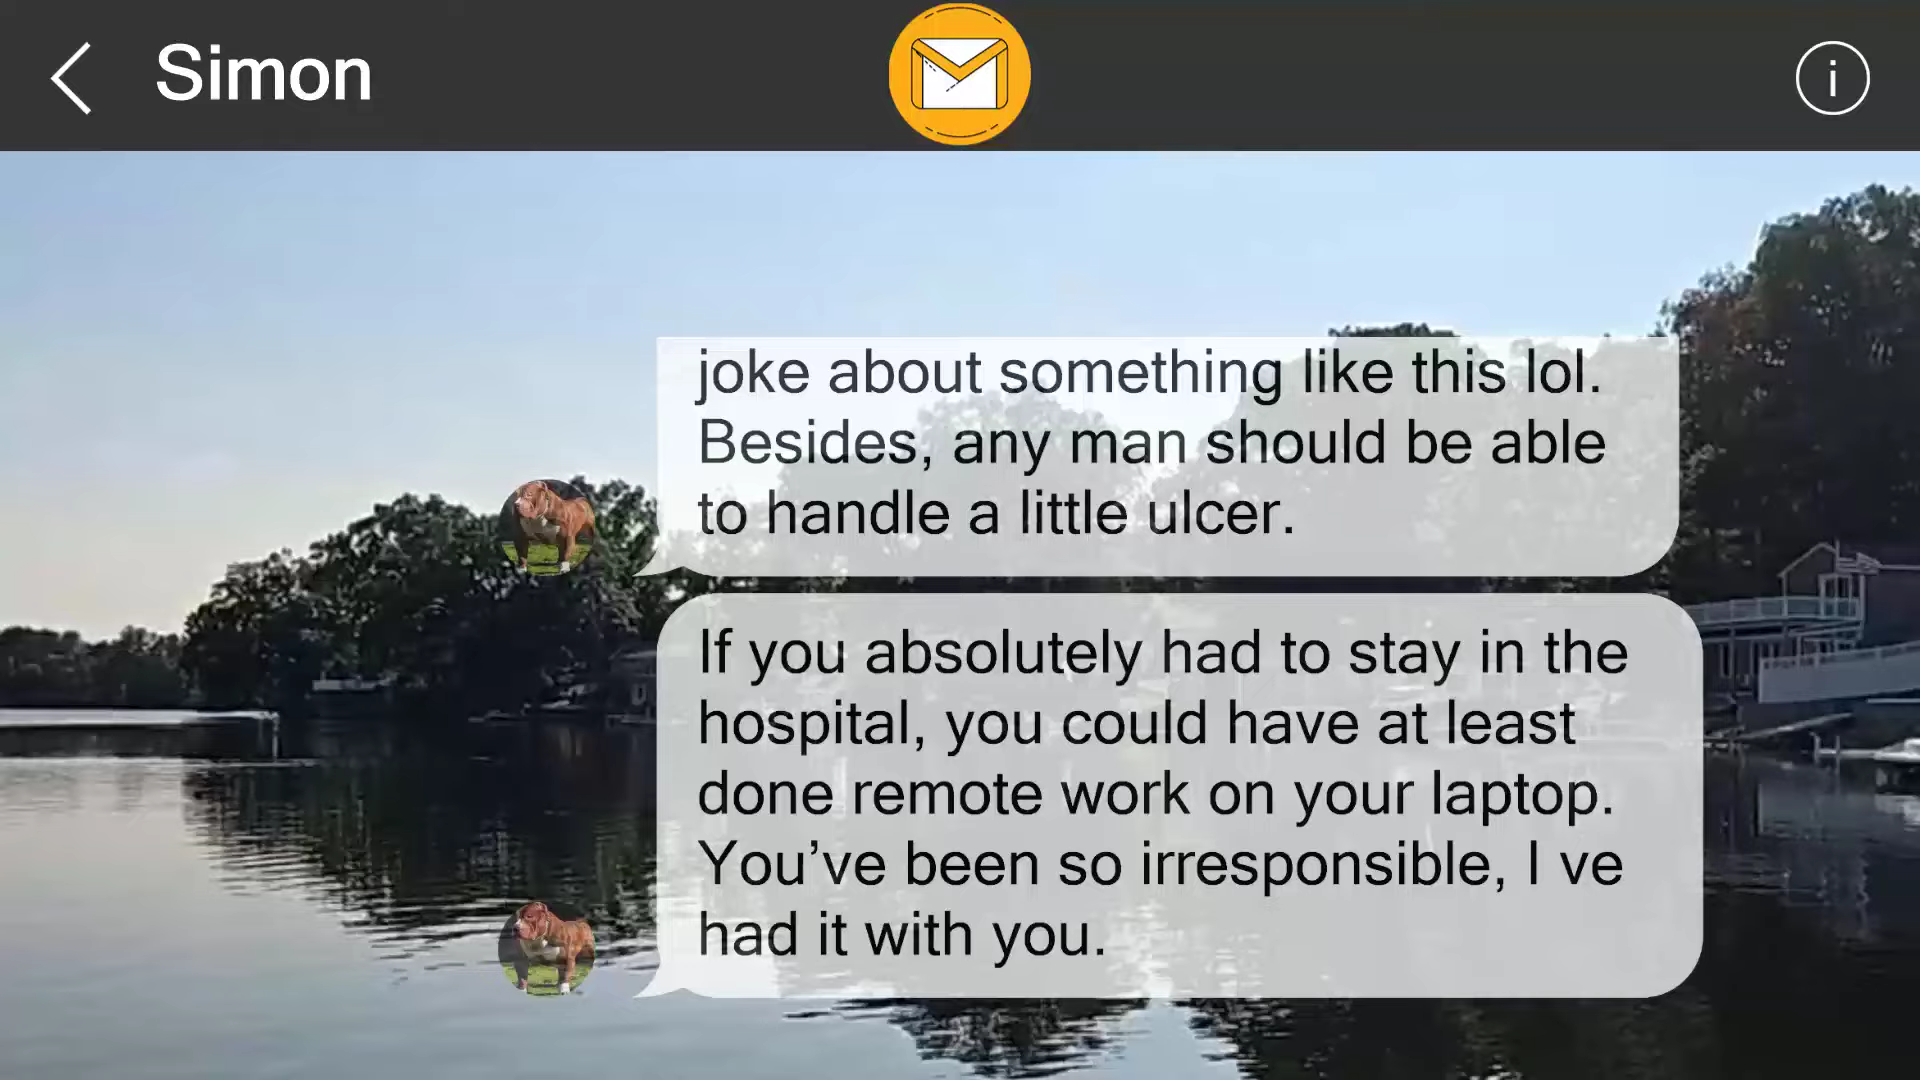 Simon
i
joke about something like this lol.
Besides, any man should be able
to handle a little ulcer.
If you absolutely had to stay in the
hospital, you could have at least
done remote work on your laptop.
You’ve been so irresponsible, I ve
had it with you.